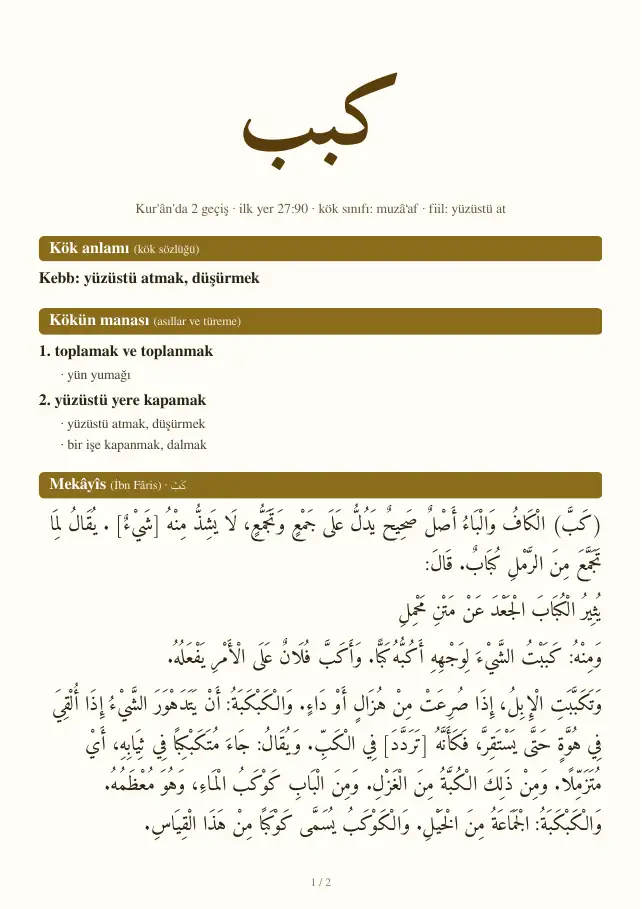 كبب
Kur'ân'da 2 geçiş · ilk yer 27:90 · kök sınıfı: muzâ'af · fiil: yüzüstü at
Kök anlamı (kök sözlüğü)
Kebb: yüzüstü atmak, düşürmek
Kökün manası (asıllar ve türeme)
1. toplamak ve toplanmak
· yün yumağı
2. yüzüstü yere kapamak
· yüzüstü atmak, düşürmek
· bir işe kapanmak, dalmak
Mekâyîs (İbn Fâris) · كَبَّ
(كَبَّ) الْكَافُ وَالْبَاءُ أَصْلٌ صَحِيحٌ يَدُلُّ عَلَى جَمْعٍ وَتَجَمُّعٍ، لَا يَشِذُّ مِنْهُ [شَيْءٌ] . يُقَالُ لِمَا
تَجَمَّعَ مِنَ الرَّمْلِ كُبَابٌ. قَالَ:
يُثِيرُ الْكُبَابَ الْجَعْدَ عَنْ مَتْنِ مَحْمِلِ
وَمِنْهُ: كَبَبْتُ الشَّيْءَ لِوَجْهِهِ أَكُبُّهُ كَبًّا. وَأَكَبَّ فُلَانٌ عَلَى الْأَمْرِ يَفْعَلُهُ.
وَتَكَبَّبَتِ الْإِبِلُ، إِذَا صُرِعَتْ مِنْ هُزَالٍ أَوْ دَاءٍ. وَالْكَبْكَبَةُ: أَنْ يَتَدَهْوَرَ الشَّيْءُ إِذَا أُلْقِيَ
فِي هُوَّةٍ حَتَّى يَسْتَقِرَّ، فَكَأَنَّهُ [تَرَدَّدَ] فِي الْكَبِّ. وَيُقَالُ: جَاءَ مُتَكَبْكِبًا فِي ثِيَابِهِ، أَيْ
مُتَزَمِّلًا. وَمِنْ ذَلِكَ الْكُبَّةُ مِنَ الْغَزْلِ. وَمِنَ الْبَابِ كَوْكَبُ الْمَاءِ، وَهُوَ مُعْظَمُهُ.
وَالْكَبْكَبَةُ: الْجَمَاعَةُ مِنَ الْخَيْلِ. وَالْكَوْكَبُ يُسَمَّى كَوْكَبًا مِنْ هَذَا الْقِيَاسِ.
1 / 2